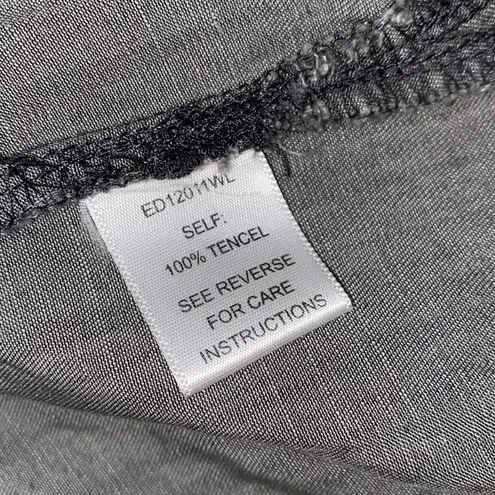 ED12011WL
SELF:
100% TENCEL
SEE REVERSE
FOR CARE
INSTRUCTIONS